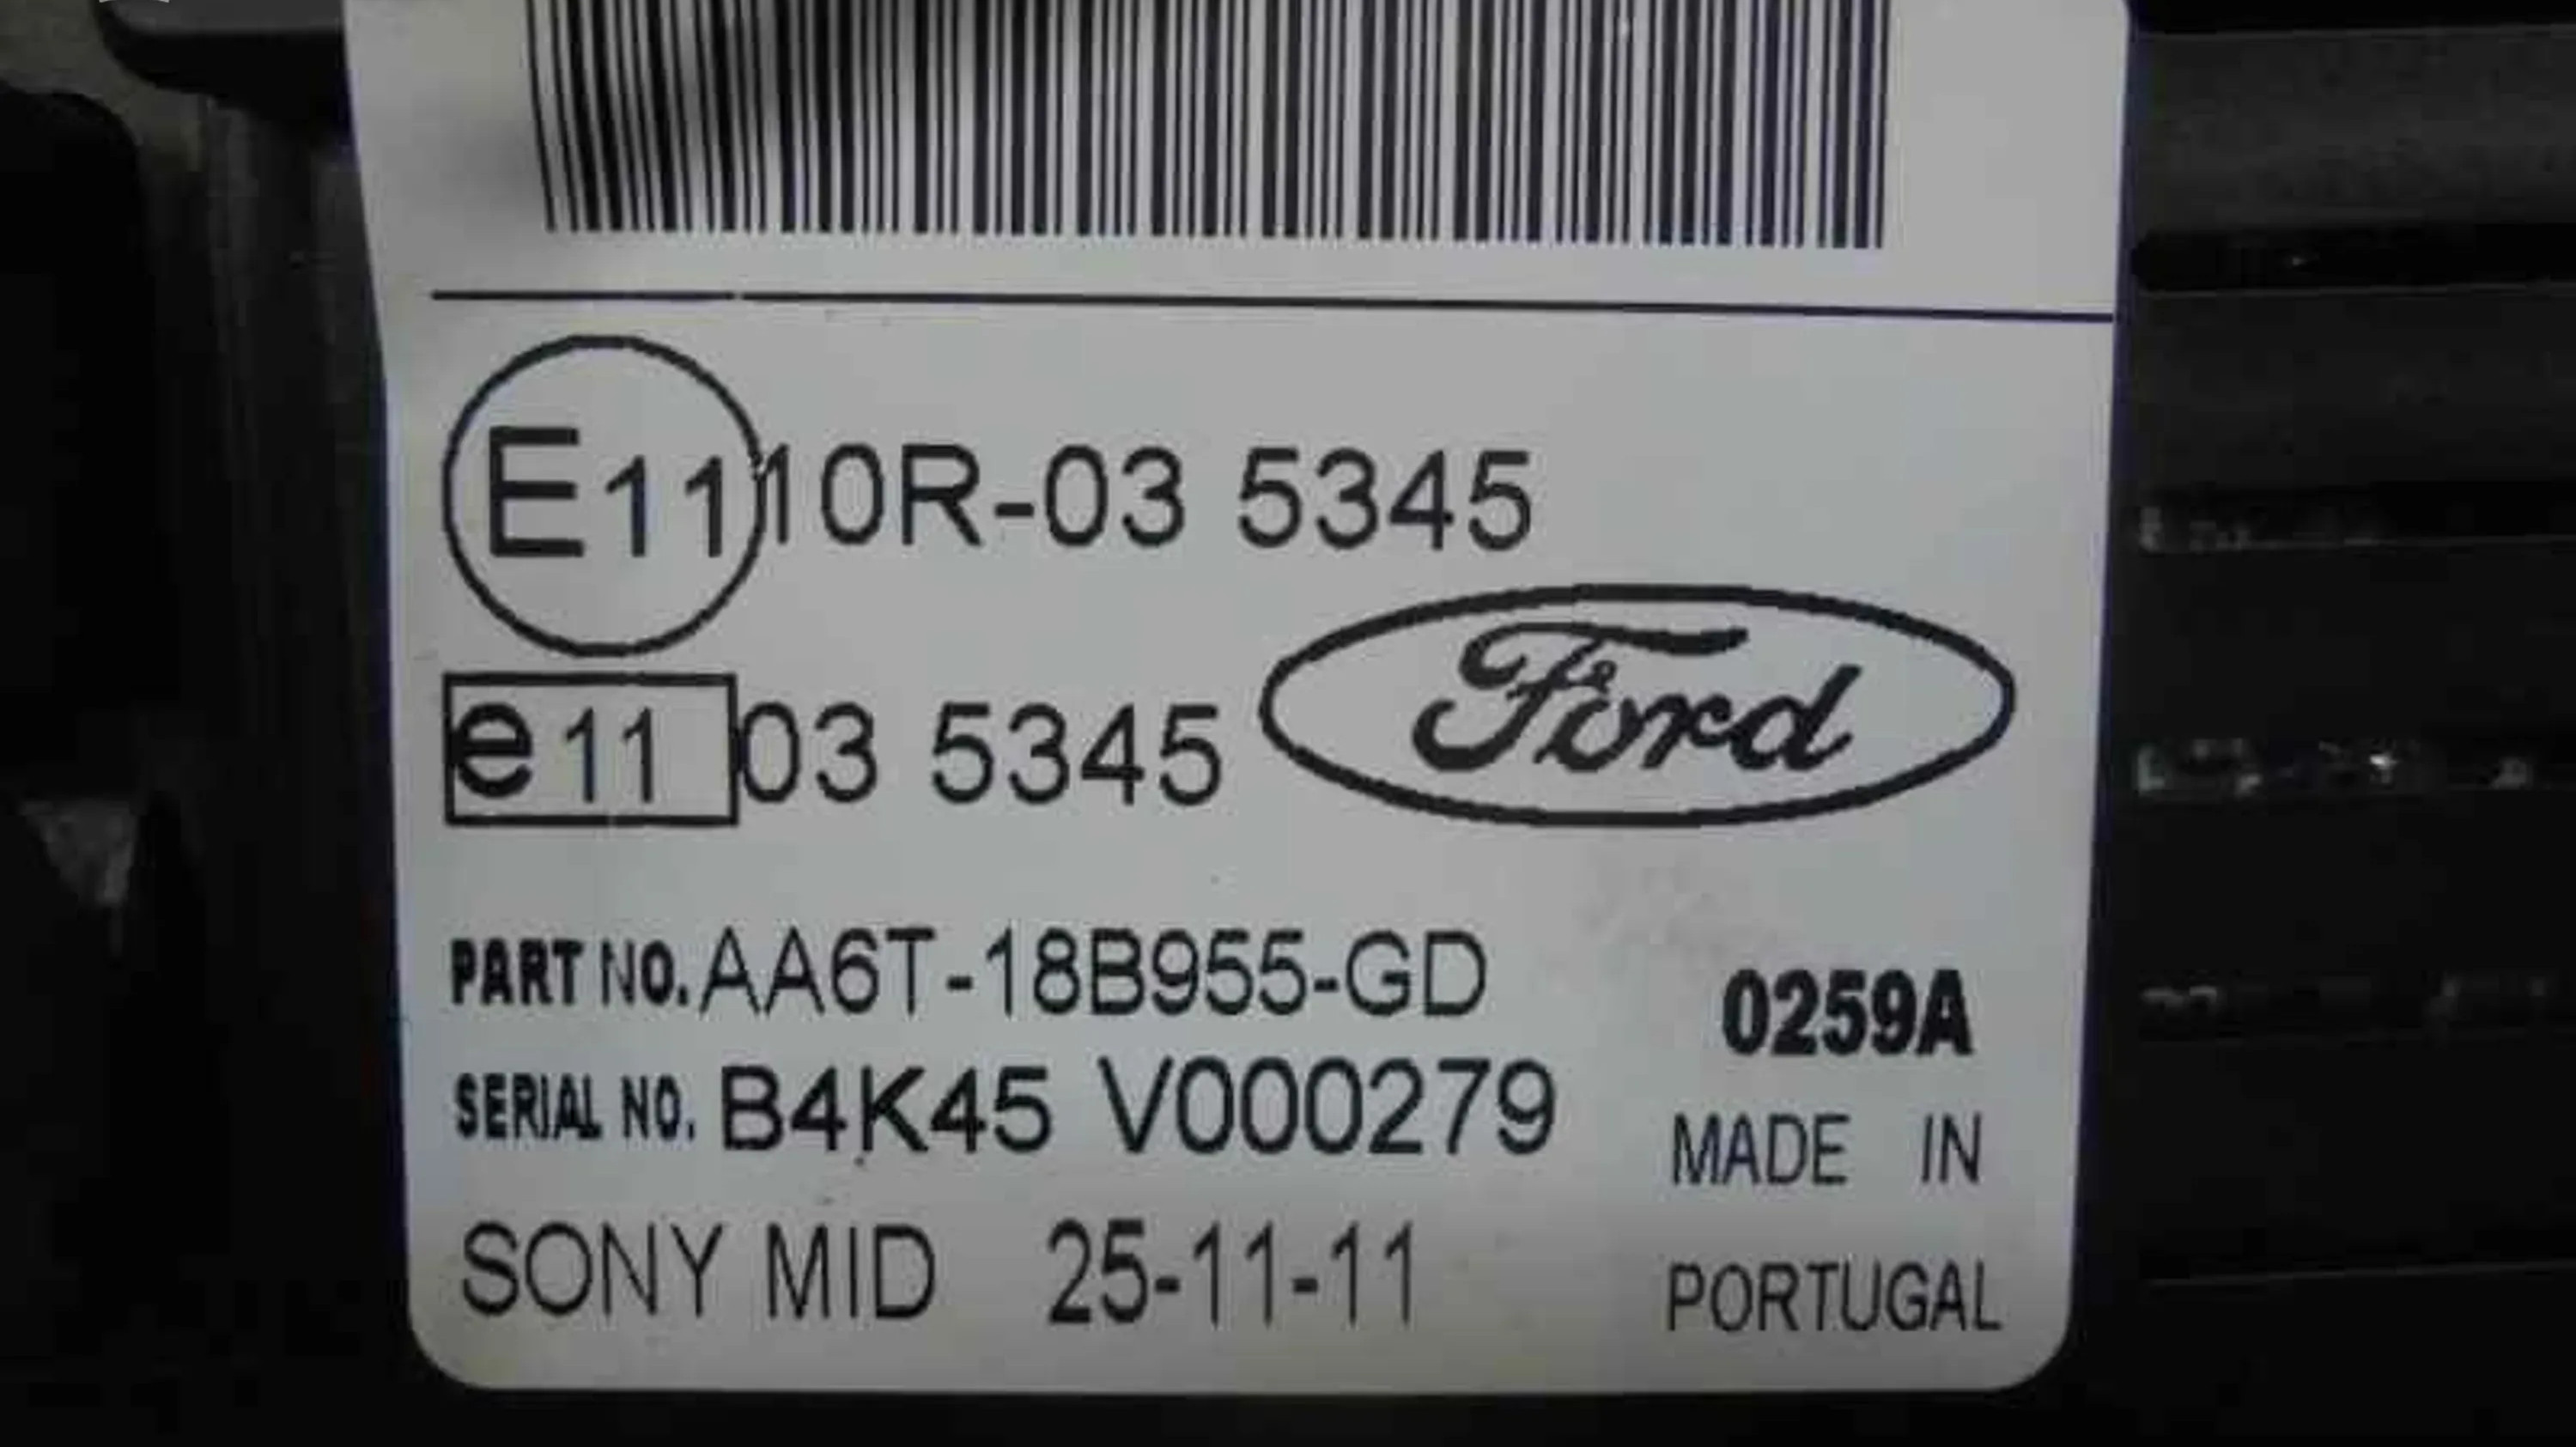 E11 10R-03 5345
e11 03 5345
Ford
PART NO. AA6T-18B955-GD
0259A
SERIAL NO. B4K45 V000279
MADE IN
SONY MID 25-11-11
PORTUGAL